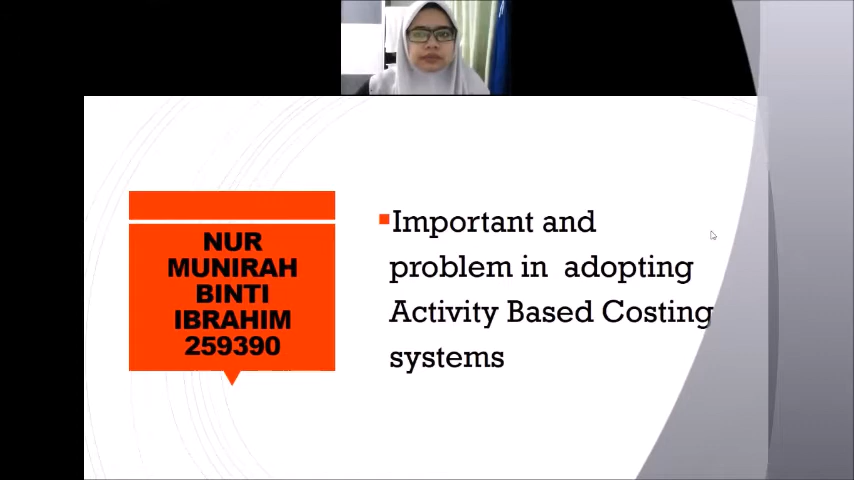 NUR
MUNIRAH
BINTI
IBRAHIM
259390
Important and
problem in adopting
Activity Based Costing
systems